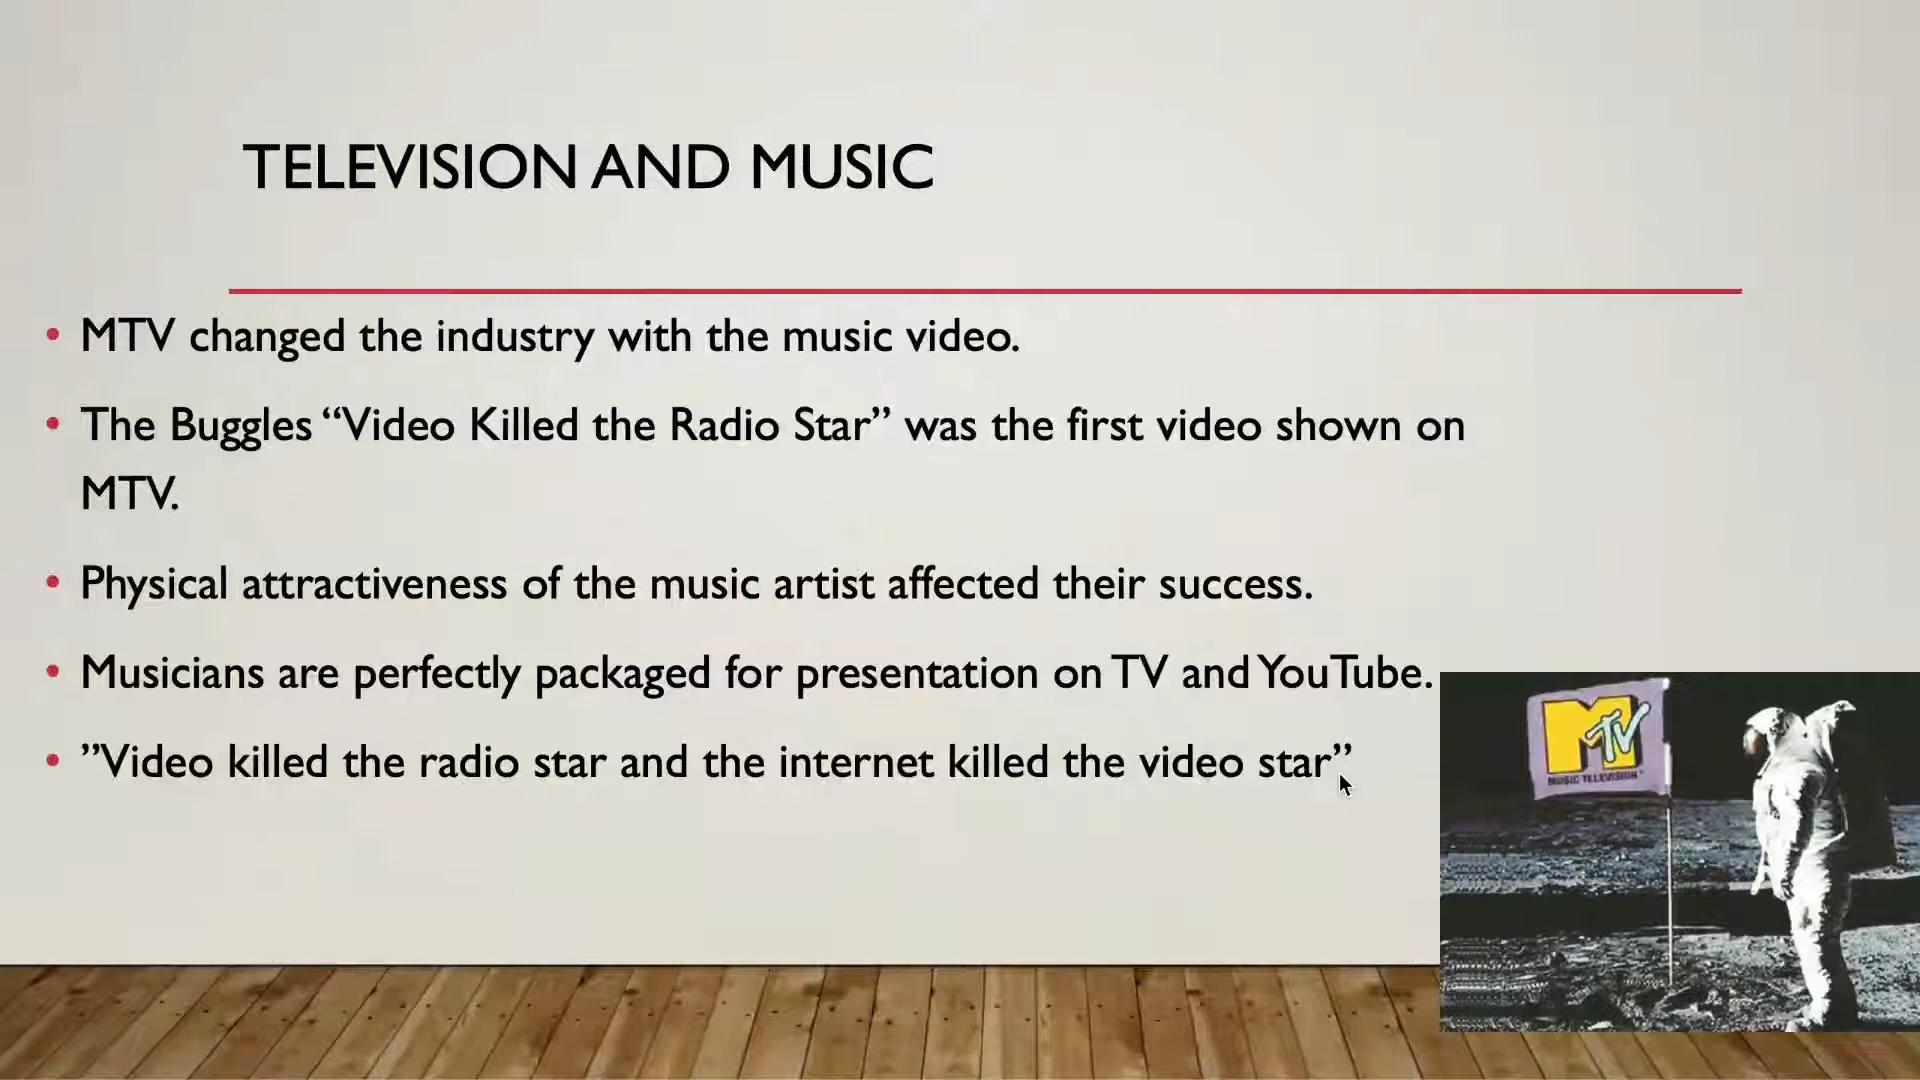 TELEVISION AND MUSIC
• MTV changed the industry with the music video.
• The Buggles “Video Killed the Radio Star” was the first video shown on
MTV.
• Physical attractiveness of the music artist affected their success.
• Musicians are perfectly packaged for presentation on TV and YouTube.
• ”Video killed the radio star and the internet killed the video star”
MTV
MUSIC TELEVISION